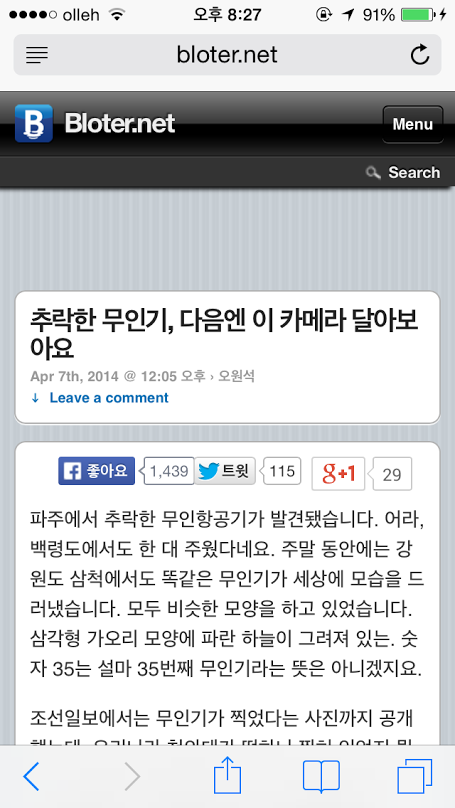 olleh 오후 8:27 91%
bloter.net
B Bloter.net Menu
Search
추락한 무인기, 다음엔 이 카메라 달아보
아요
Apr 7th, 2014 @ 12:05 오후 › 오원석
↓ Leave a comment
f 좋아요 1,439 트윗 115 g+1 29
파주에서 추락한 무인항공기가 발견됐습니다. 어라,
백령도에서도 한 대 주웠다네요. 주말 동안에는 강
원도 삼척에서도 똑같은 무인기가 세상에 모습을 드
러냈습니다. 모두 비슷한 모양을 하고 있었습니다.
삼각형 가오리 모양에 파란 하늘이 그려져 있는. 숫
자 35는 설마 35번째 무인기라는 뜻은 아니겠지요.
조선일보에서는 무인기가 찍었다는 사진까지 공개